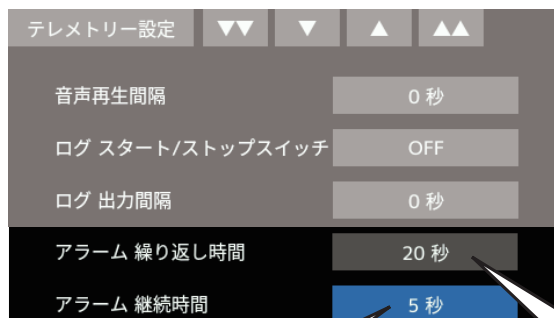 テレメトリー設定 ▼▼ ▼ ▲ ▲▲
音声再生間隔 0 秒
ログ スタート/ストップスイッチ OFF
ログ 出力間隔 0 秒
アラーム 繰り返し時間 20 秒
アラーム 継続時間 5 秒